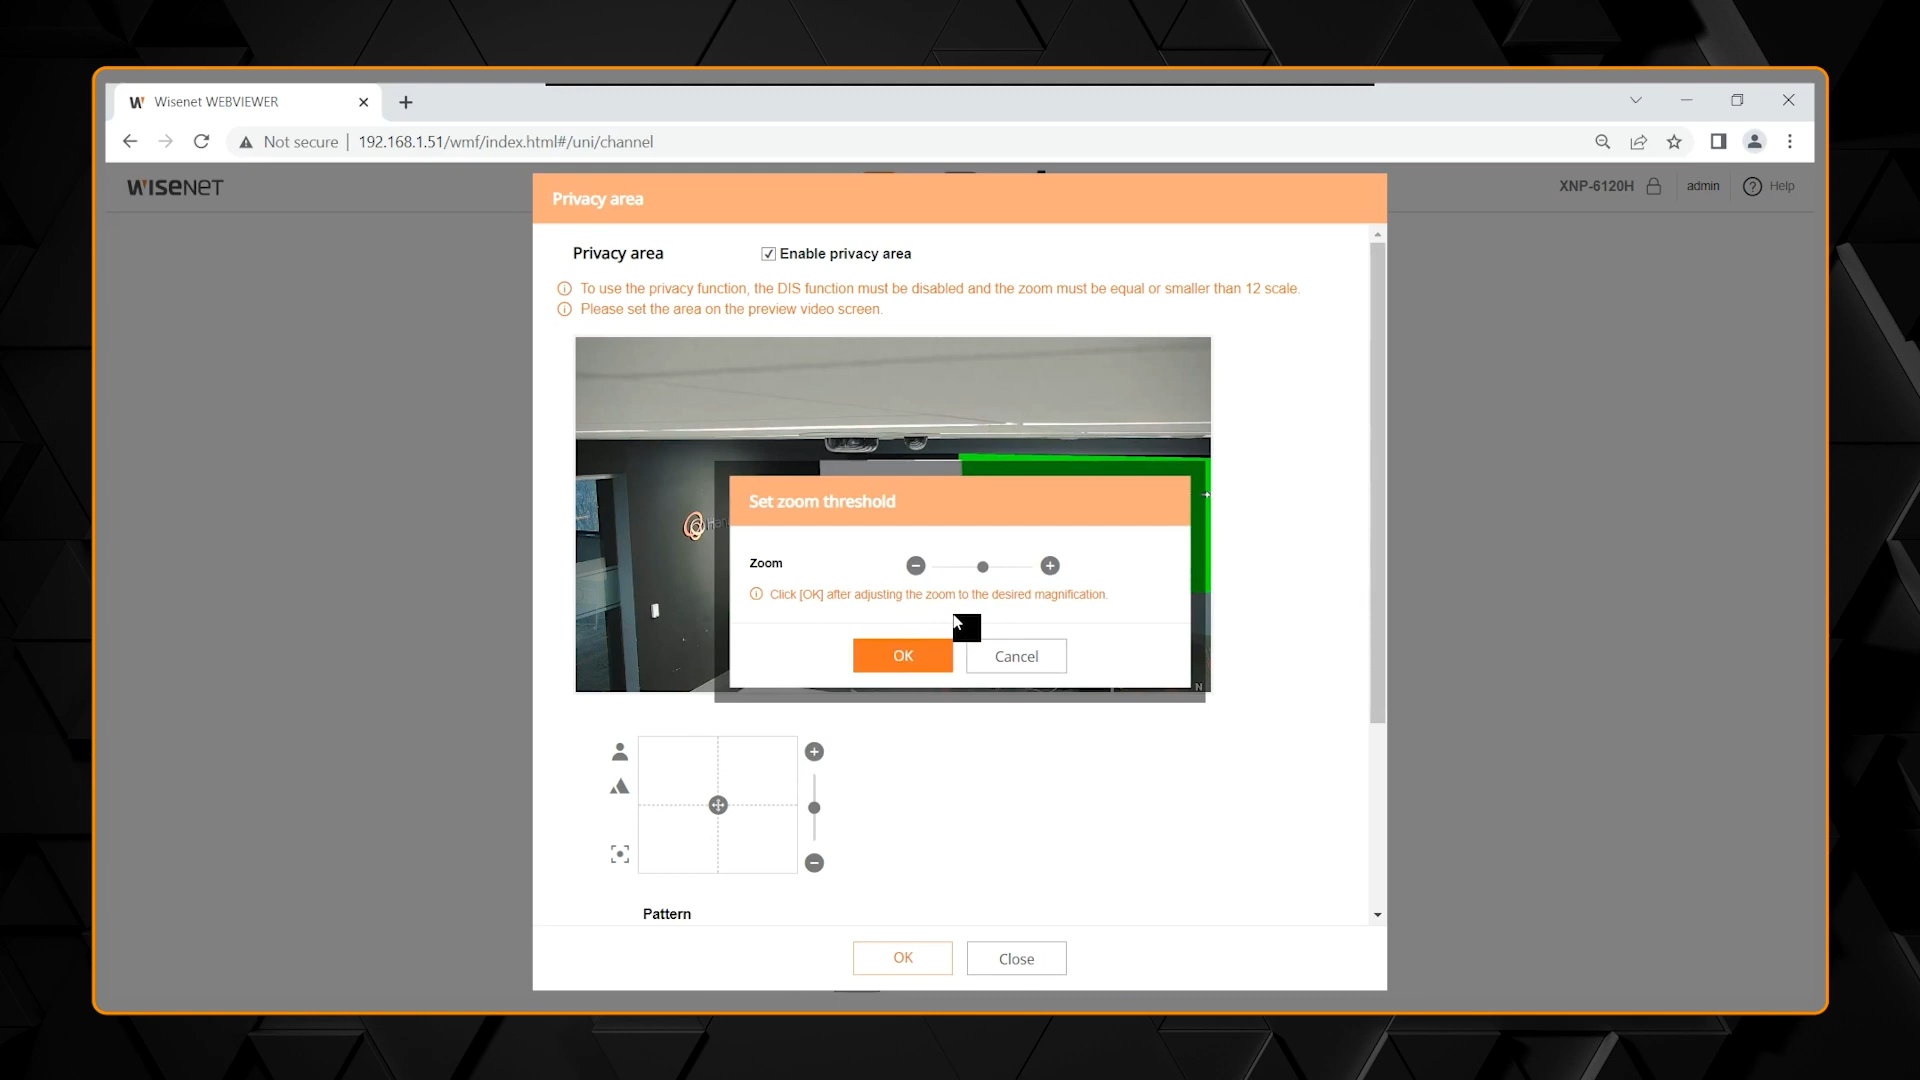 Wisenet WEBVIEWER
Not secure
192.168.1.51/wmf/index.html#/uni/channel
WISENET
XNP-6120H
admin
Help
Privacy area
Privacy area
Enable privacy area
To use the privacy function, the DIS function must be disabled and the zoom must be equal or smaller than 12 scale.
Please set the area on the preview video screen.
Set zoom threshold
Zoom
Click [OK] after adjusting the zoom to the desired magnification.
OK
Cancel
N
Pattern
OK
Close